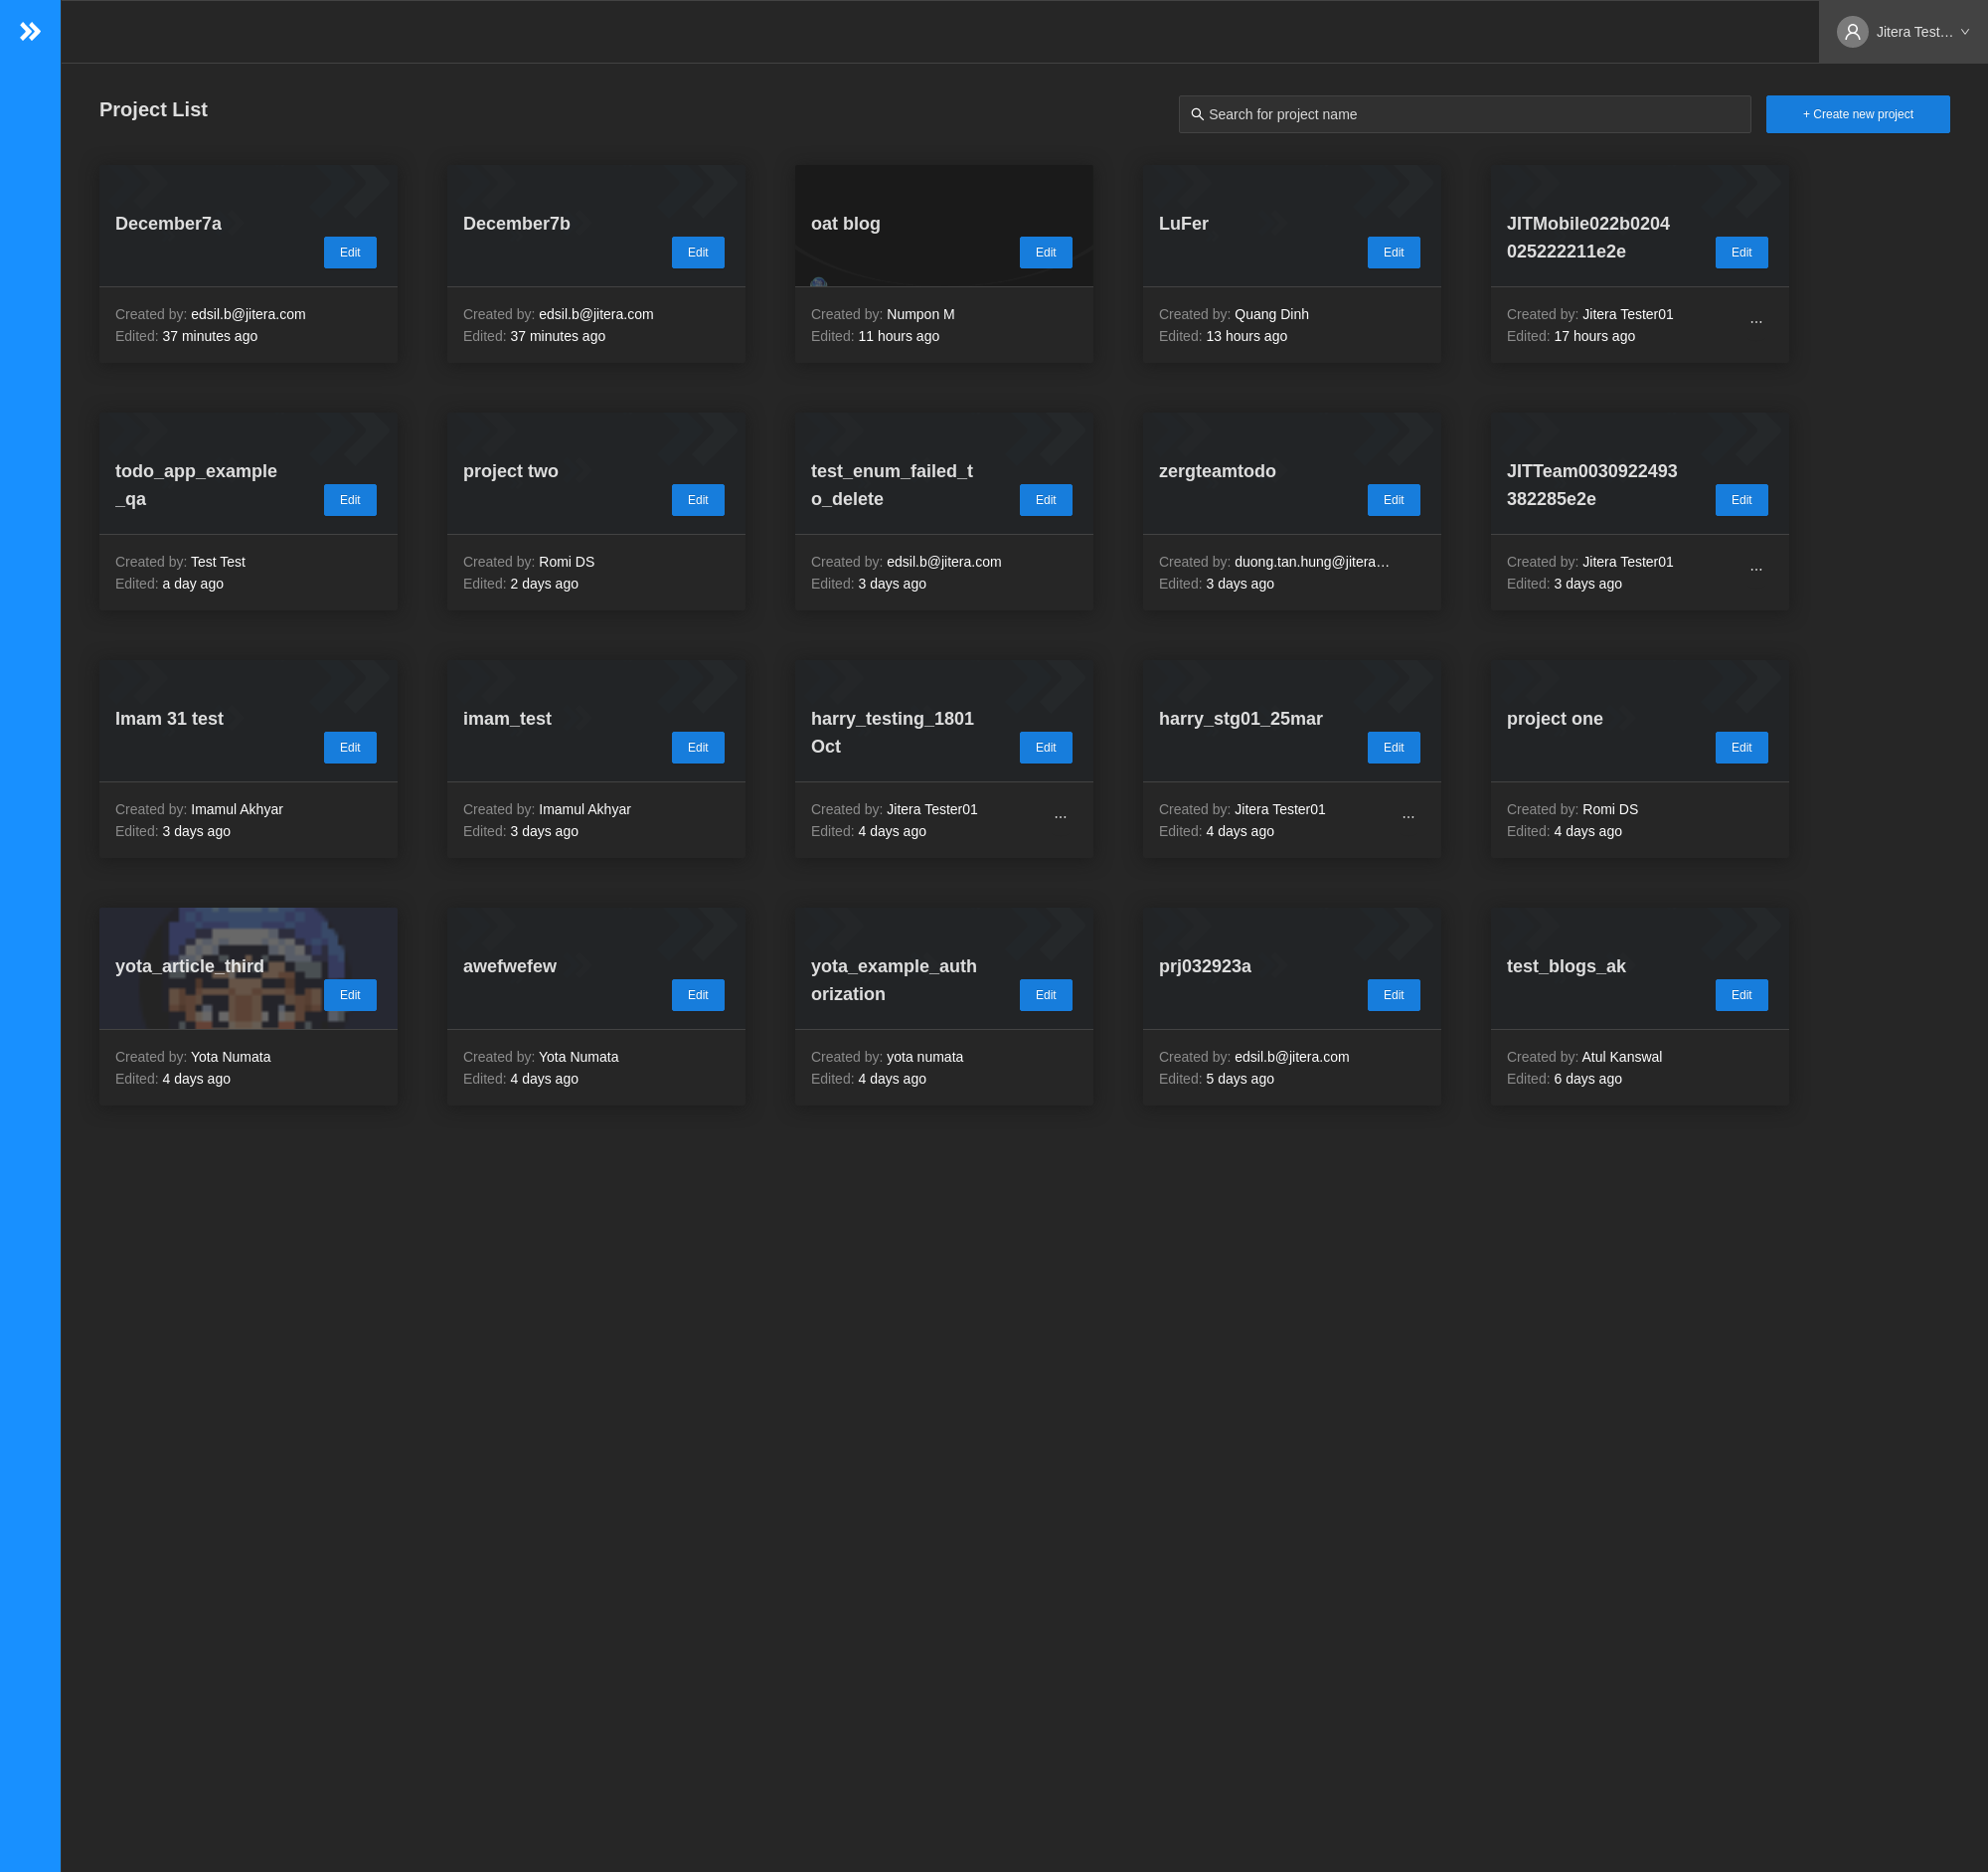 Jitera Test…
Project List
Search for project name
+ Create new project
December7a
Edit
Created by: edsil.b@jitera.com
Edited: 37 minutes ago
December7b
Edit
Created by: edsil.b@jitera.com
Edited: 37 minutes ago
oat blog
Edit
Created by: Numpon M
Edited: 11 hours ago
LuFer
Edit
Created by: Quang Dinh
Edited: 13 hours ago
JITMobile022b0204
025222211e2e
Edit
Created by: Jitera Tester01
Edited: 17 hours ago
...
todo_app_example
_qa
Edit
Created by: Test Test
Edited: a day ago
project two
Edit
Created by: Romi DS
Edited: 2 days ago
test_enum_failed_t
o_delete
Edit
Created by: edsil.b@jitera.com
Edited: 3 days ago
zergteamtodo
Edit
Created by: duong.tan.hung@jitera…
Edited: 3 days ago
JITTeam0030922493
382285e2e
Edit
Created by: Jitera Tester01
Edited: 3 days ago
...
Imam 31 test
Edit
Created by: Imamul Akhyar
Edited: 3 days ago
imam_test
Edit
Created by: Imamul Akhyar
Edited: 3 days ago
harry_testing_1801
Oct
Edit
Created by: Jitera Tester01
Edited: 4 days ago
...
harry_stg01_25mar
Edit
Created by: Jitera Tester01
Edited: 4 days ago
...
project one
Edit
Created by: Romi DS
Edited: 4 days ago
yota_article_third
Edit
Created by: Yota Numata
Edited: 4 days ago
awefwefew
Edit
Created by: Yota Numata
Edited: 4 days ago
yota_example_auth
orization
Edit
Created by: yota numata
Edited: 4 days ago
prj032923a
Edit
Created by: edsil.b@jitera.com
Edited: 5 days ago
test_blogs_ak
Edit
Created by: Atul Kanswal
Edited: 6 days ago